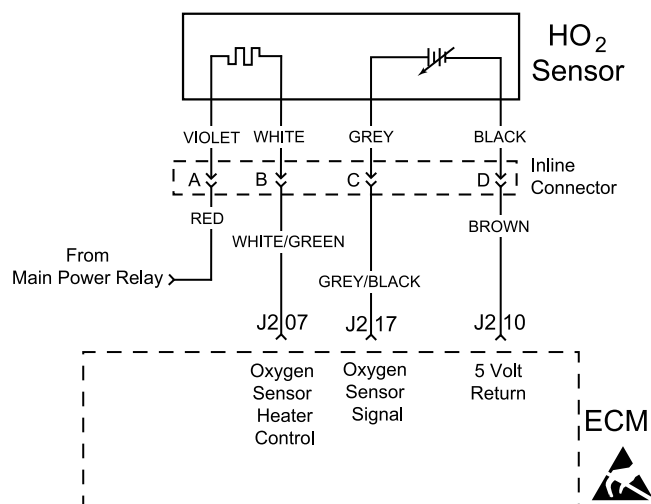 HO2
Sensor
VIOLET WHITE GREY BLACK
A B C D
Inline
Connector
RED
WHITE/GREEN
BROWN
From
Main Power Relay
GREY/BLACK
J2 07 J2 17 J2 10
Oxygen
Sensor
Heater
Control
Oxygen
Sensor
Signal
5 Volt
Return
ECM